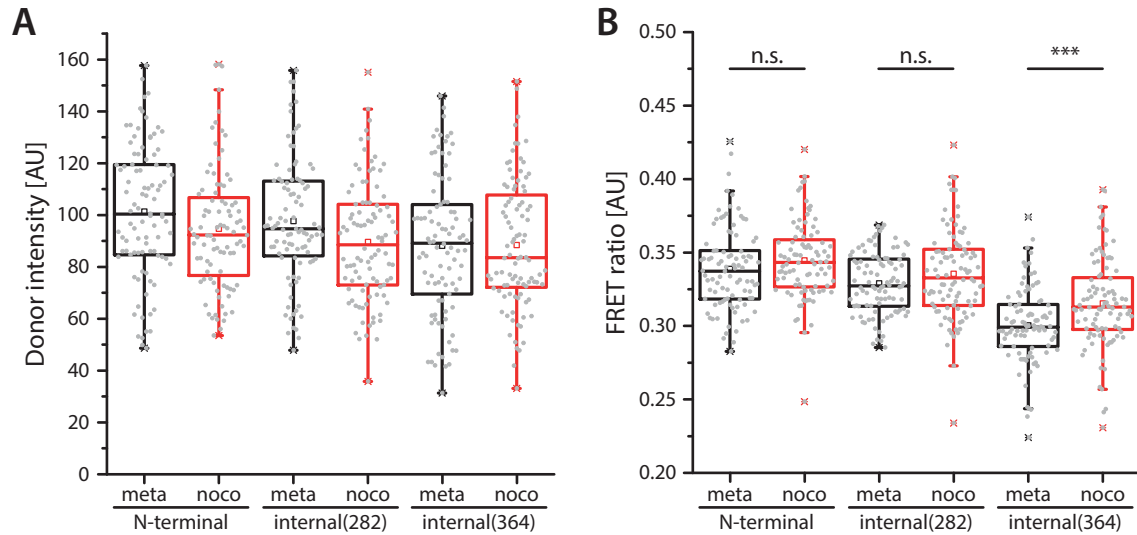 A
Donor intensity [AU]
160
140
120
100
80
60
40
20
0
meta noco meta noco meta noco
N-terminal internal(282) internal(364)
B
FRET ratio [AU]
0.50
0.45
0.40
0.35
0.30
0.25
0.20
n.s. n.s. ***
meta noco meta noco meta noco
N-terminal internal(282) internal(364)